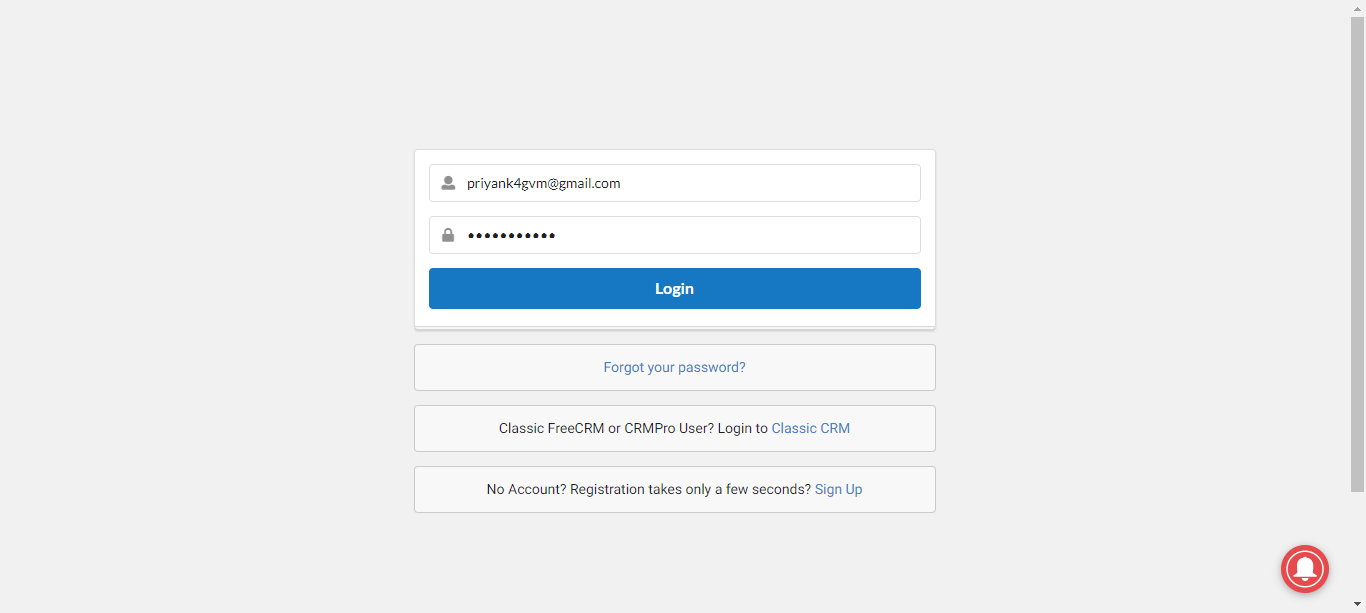 priyank4gvm@gmail.com
•••••••••••
Login
Forgot your password?
Classic FreeCRM or CRMPro User? Login to Classic CRM
No Account? Registration takes only a few seconds? Sign Up